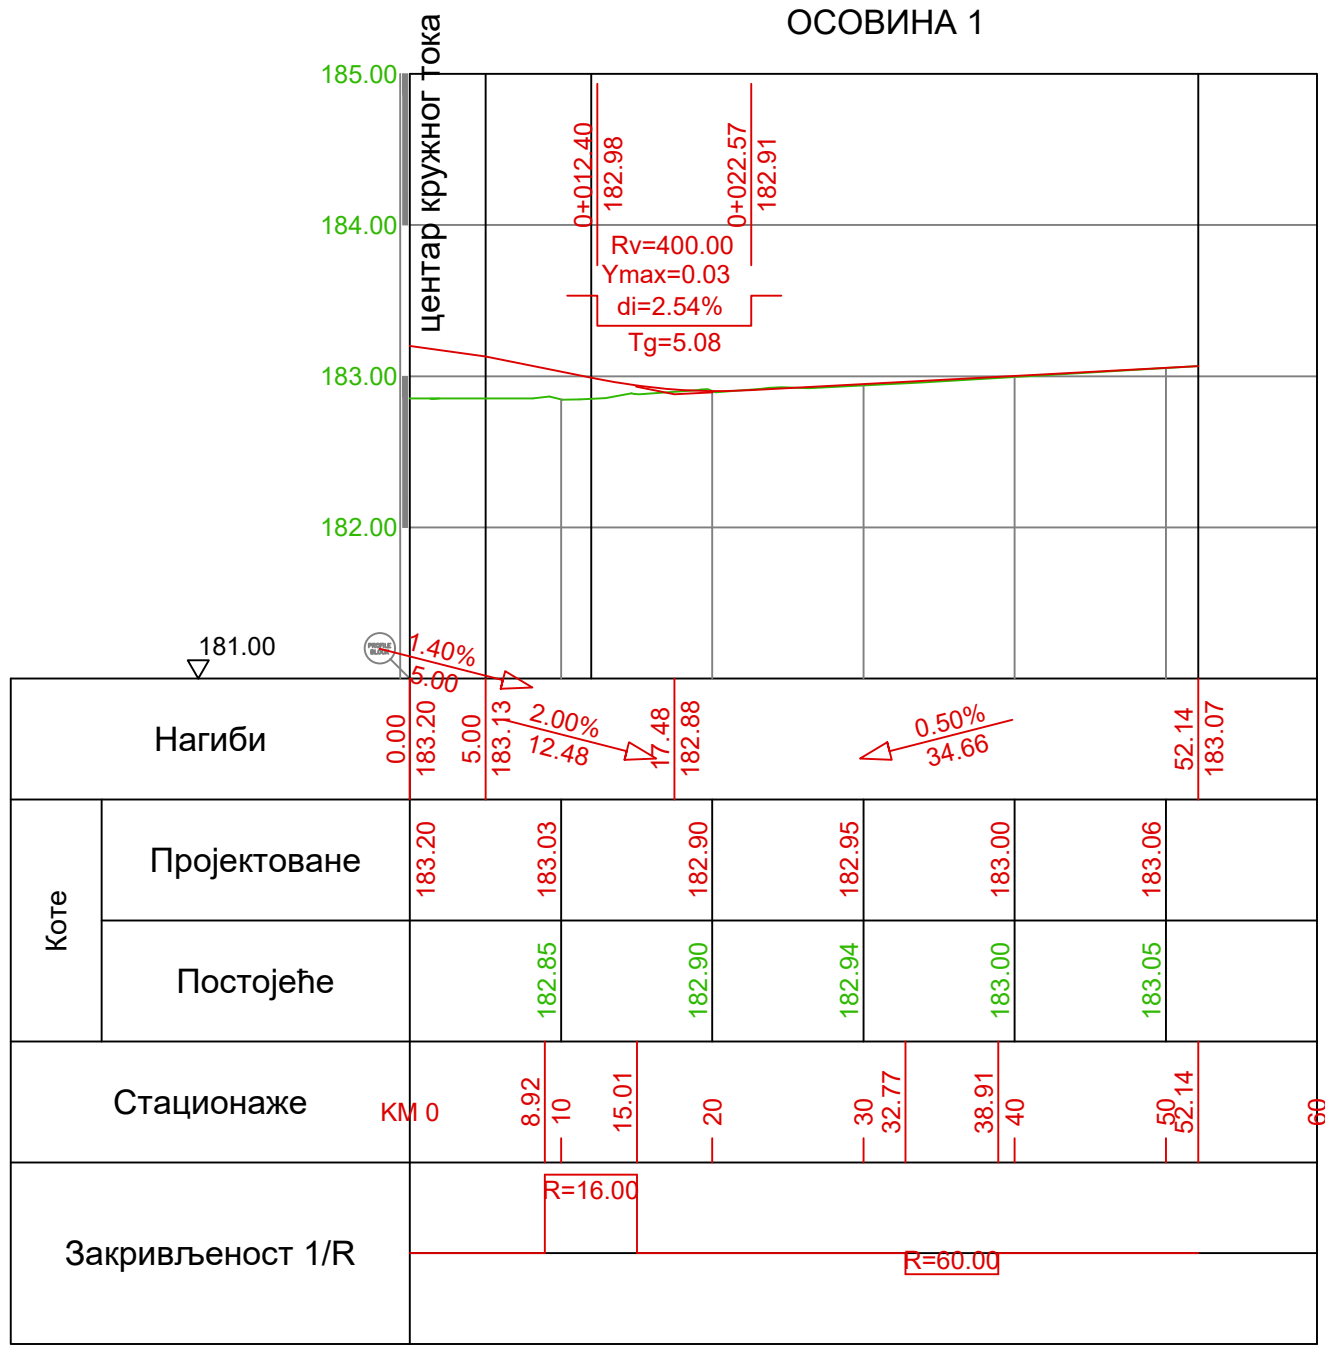 ОСОВИНА 1
центар кружног тока
185.00
184.00
183.00
182.00
0+012.40
182.98
0+022.57
182.91
Rv=400.00
Ymax=0.03
di=2.54%
Tg=5.08
181.00
PROFILE
BLOCK
1.40%
5.00
Нагиби
0.00
183.20
5.00
183.13
2.00%
12.48
17.48
182.88
0.50%
34.66
52.14
183.07
Коте
Пројектоване
183.20
183.03
182.90
182.95
183.00
183.06
Постојеће
182.85
182.90
182.94
183.00
183.05
Стационаже
KM 0
8.92
10
15.01
20
30
32.77
38.91
40
50
52.14
60
Закривљеност 1/R
R=16.00
R=60.00